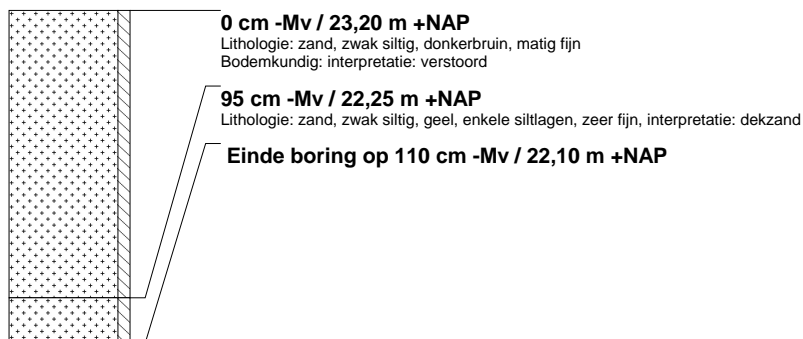 0 cm -Mv / 23,20 m +NAP
Lithologie: zand, zwak siltig, donkerbruin, matig fijn
Bodemkundig: interpretatie: verstoord
95 cm -Mv / 22,25 m +NAP
Lithologie: zand, zwak siltig, geel, enkele siltlagen, zeer fijn, interpretatie: dekzand
Einde boring op 110 cm -Mv / 22,10 m +NAP